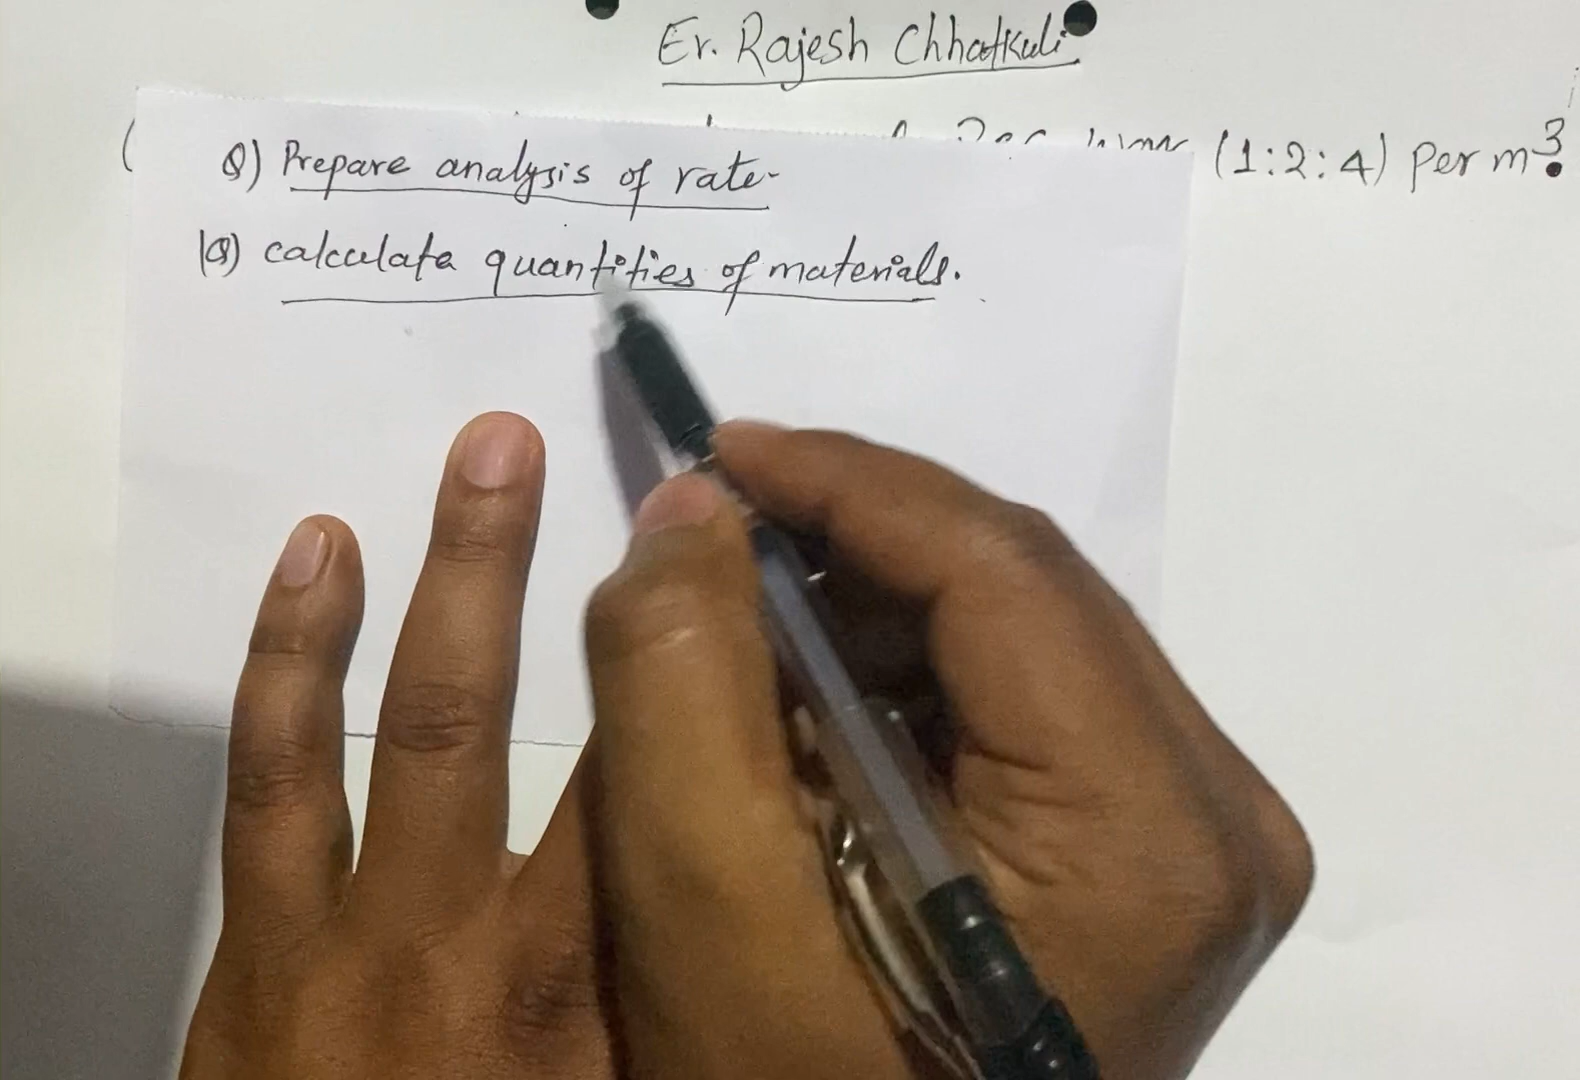 Er. Rajesh Chhatkuli
(1:2:4) Per m3.
Q) Prepare analysis of rate-
Q) calculate quantities of materials.